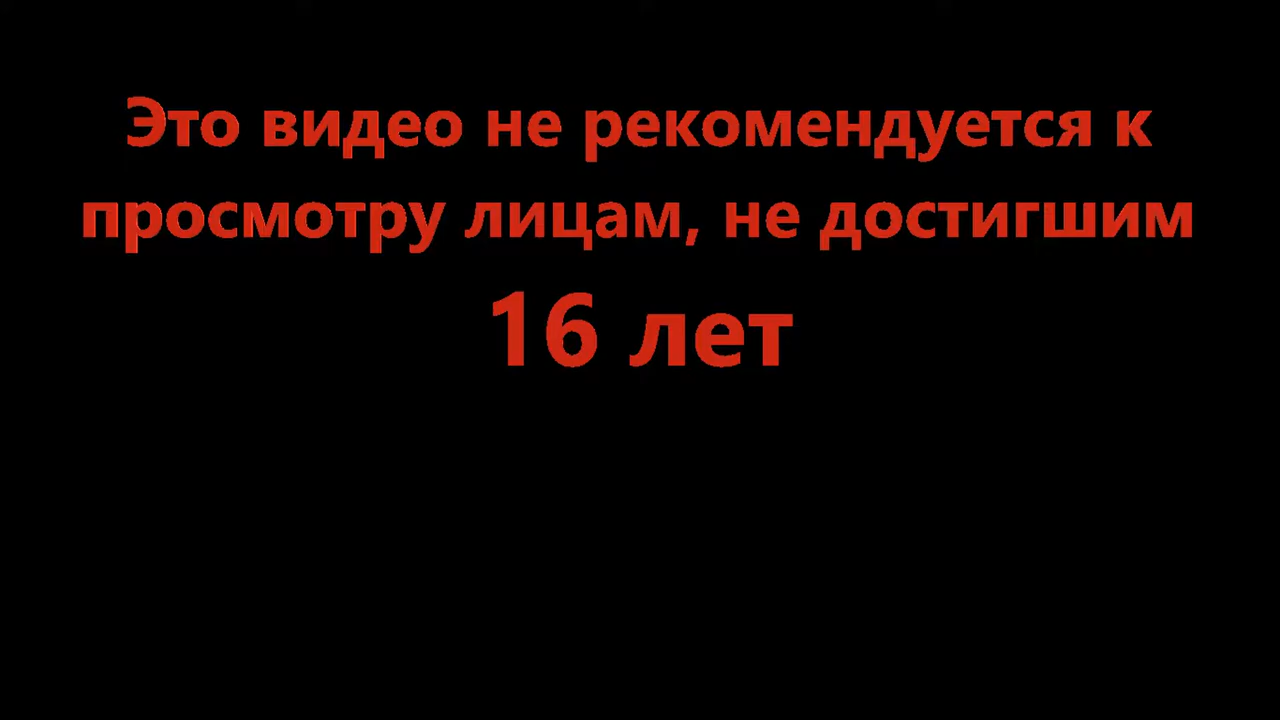 Это видео не рекомендуется к
просмотру лицам, не достигшим
16 лет